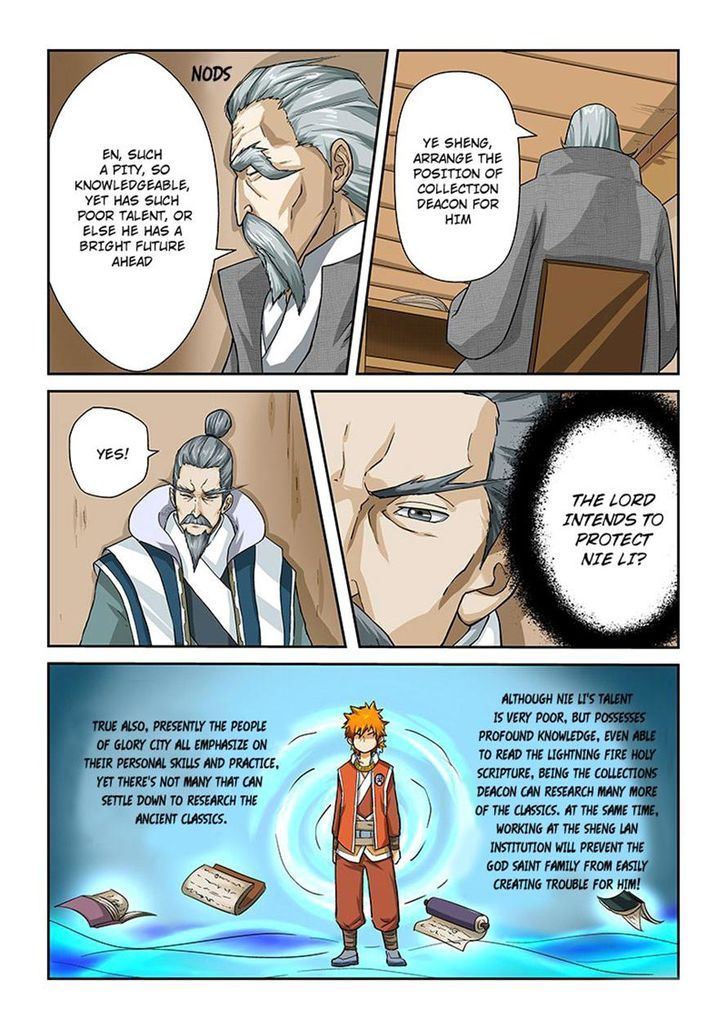 NODS
EN, SUCH
A PITY, SO
KNOWLEDGEABLE,
YET HAS SUCH
POOR TALENT, OR
ELSE HE HAS A
BRIGHT FUTURE
AHEAD
YE SHENG,
ARRANGE THE
POSITION OF
COLLECTION
DEACON FOR
HIM
YES!
THE LORD
INTENDS TO
PROTECT
NIE LI?
TRUE ALSO, PRESENTLY THE PEOPLE
OF GLORY CITY ALL EMPHASIZE ON
THEIR PERSONAL SKILLS AND PRACTICE,
YET THERE'S NOT MANY THAT CAN
SETTLE DOWN TO RESEARCH THE
ANCIENT CLASSICS.
ALTHOUGH NIE LI'S TALENT
IS VERY POOR, BUT POSSESSES
PROFOUND KNOWLEDGE, EVEN ABLE
TO READ THE LIGHTNING FIRE HOLY
SCRIPTURE, BEING THE COLLECTIONS
DEACON CAN RESEARCH MANY MORE
OF THE CLASSICS. AT THE SAME TIME,
WORKING AT THE SHENG LAN
INSTITUTION WILL PREVENT THE
GOD SAINT FAMILY FROM EASILY
CREATING TROUBLE FOR HIM!